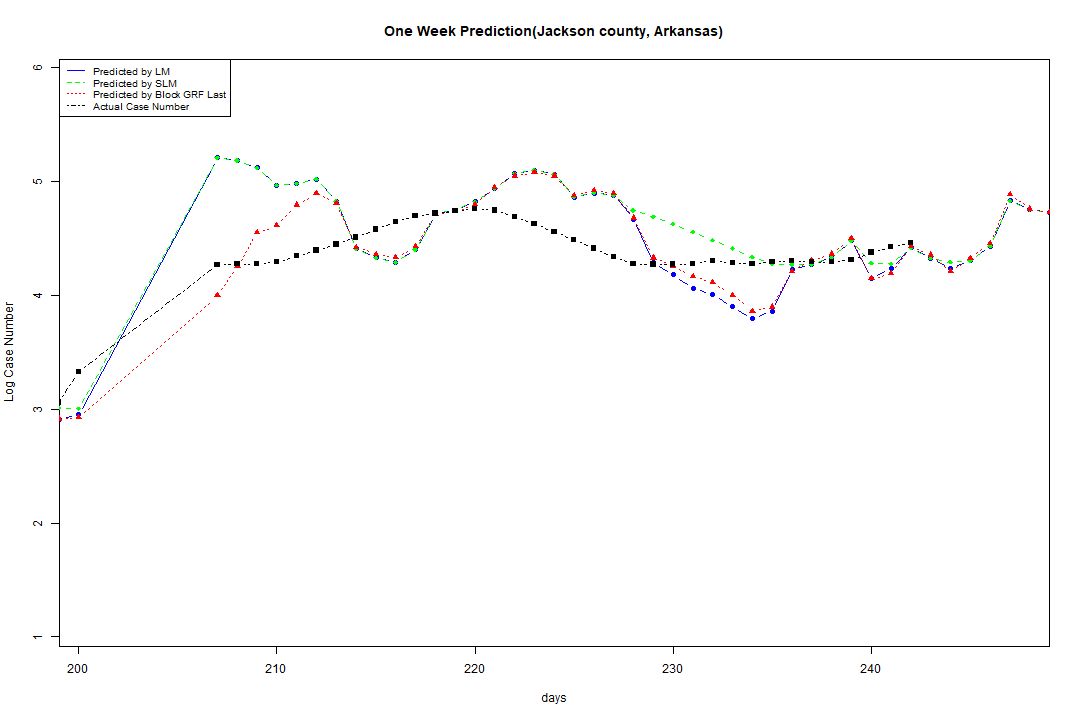 One Week Prediction(Jackson county, Arkansas)
Predicted by LM
Predicted by SLM
Predicted by Block GRF Last
Actual Case Number
6
5
4
3
2
1
Log Case Number
200 210 220 230 240
days